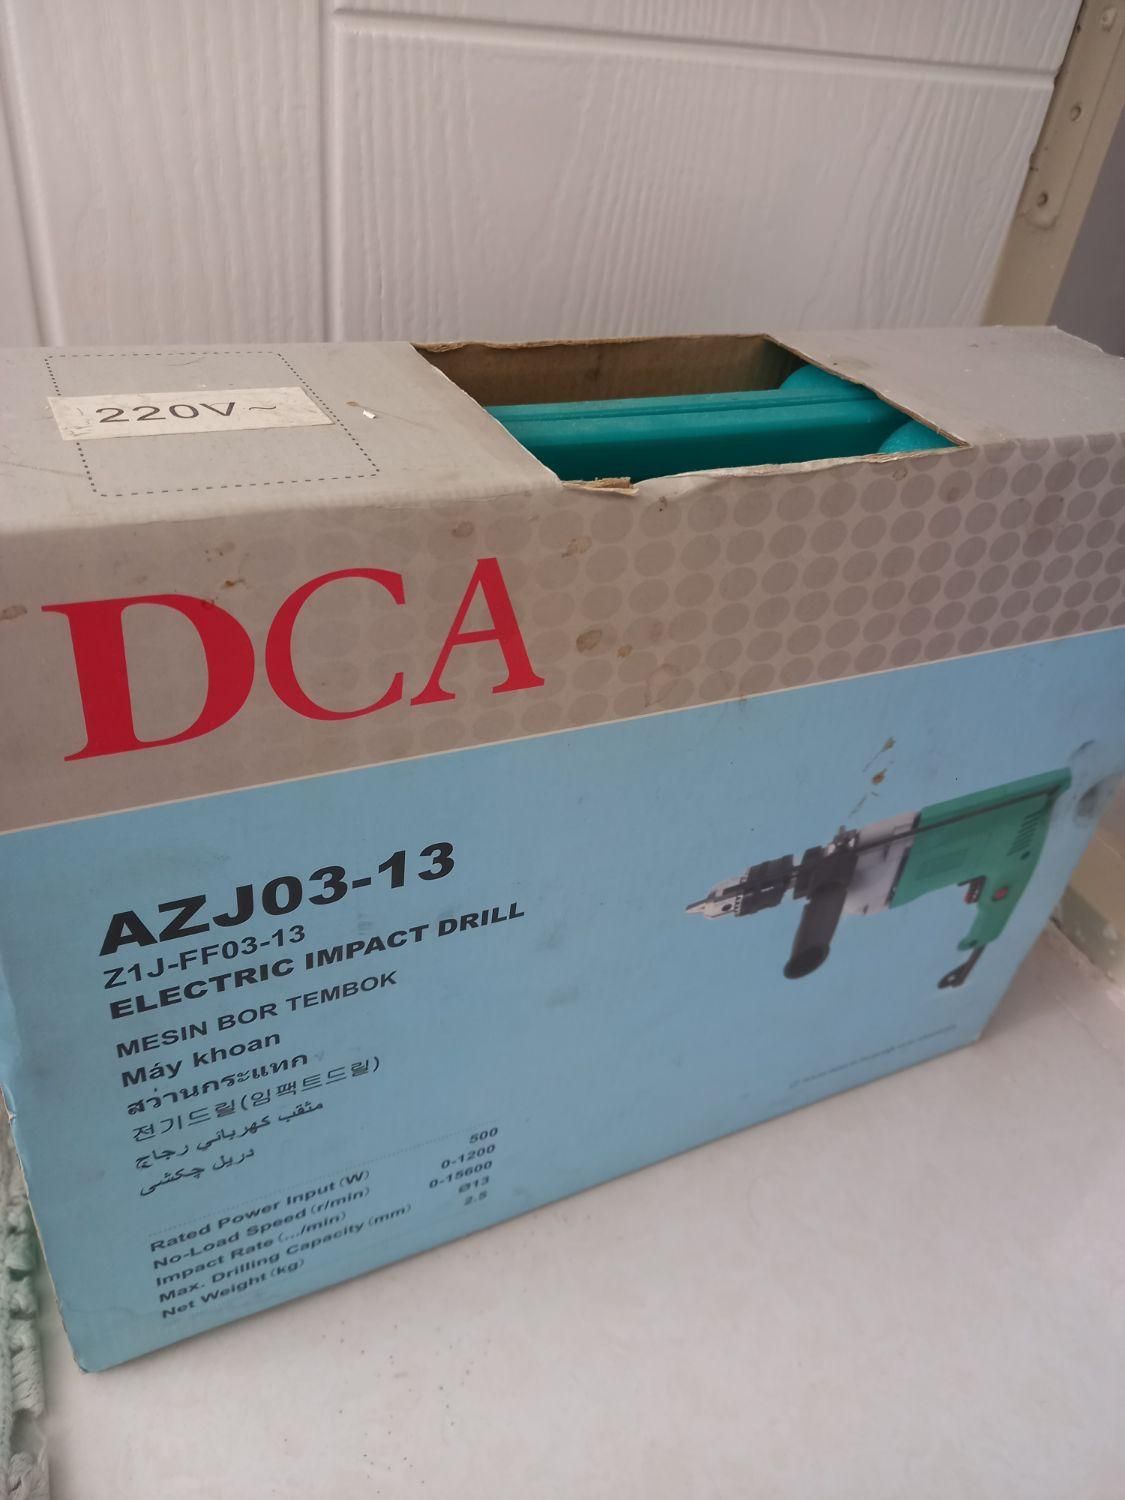 220V~
DCA
AZJ03-13
Z1J-FF03-13
ELECTRIC IMPACT DRILL
MESIN BOR TEMBOK
Máy khoan
สว่านกระแทก
전기드릴(임팩트드릴)
مثقب كهربائي رجاج
دریل چکشی
Rated Power Input (W) 500
No-Load Speed (r/min) 0-1200
Impact Rate (.../min) 0-15600
Max. Drilling Capacity (mm) Ø13
Net Weight (kg) 2.5